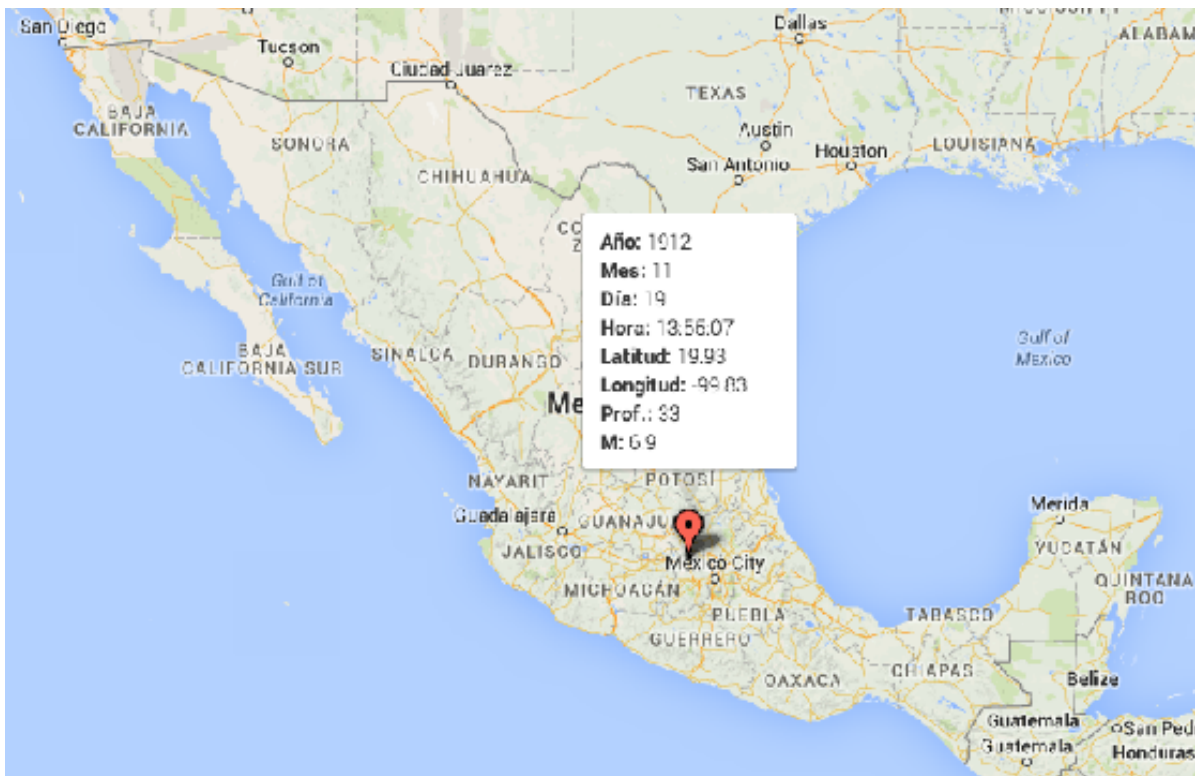 San Diego
Tucson
Ciudad Juarez
Dallas
ALABAM
TEXAS
BAJA
CALIFORNIA
SONORA
CHIHUAHUA
Austin
San Antonio
Houston
LOUISIANA
CO
Z
Año: 1912
Mes: 11
Día: 19
Hora: 13:56:07
Latitud: 19.93
Longitud: -99.83
Prof.: 33
M: 6.9
Gulf of
California
Gulf of
Mexico
BAJA
CALIFORNIA SUR
SINALOA
DURANGO
Me
NAYARIT
POTOSÍ
Guadalajara
GUANAJU
JALISCO
Mexico City
MICHOACÁN
PUEBLA
GUERRERO
OAXACA
Merida
YUCATÁN
QUINTANA
ROO
TABASCO
CHIAPAS
Belize
Guatemala
Guatemala
San Ped
Honduras